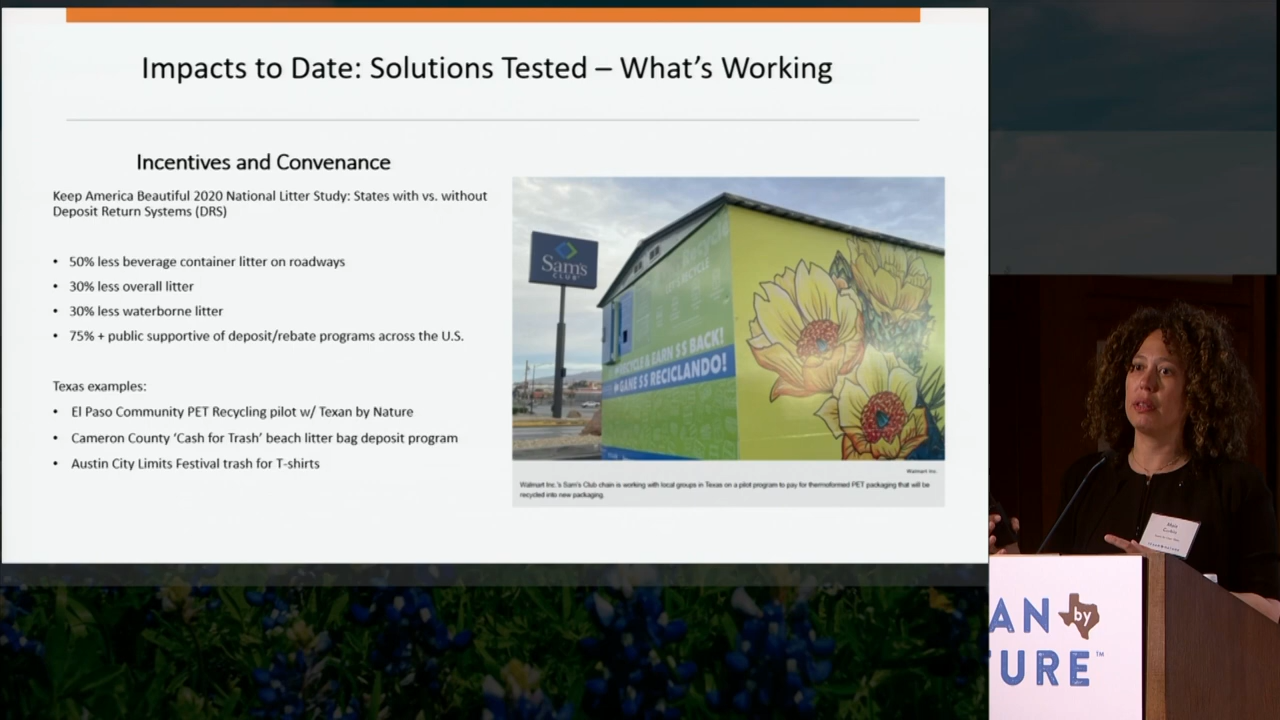 Impacts to Date: Solutions Tested – What's Working
Incentives and Convenance
Keep America Beautiful 2020 National Litter Study: States with vs. without
Deposit Return Systems (DRS)
• 50% less beverage container litter on roadways
• 30% less overall litter
• 30% less waterborne litter
• 75% + public supportive of deposit/rebate programs across the U.S.
Texas examples:
• El Paso Community PET Recycling pilot w/ Texan by Nature
• Cameron County 'Cash for Trash' beach litter bag deposit program
• Austin City Limits Festival trash for T-shirts
Sam's
CLUB
Recycle
LET'S RECYCLE
RECYCLE & EARN $$ BACK!
GANE $$ RECICLANDO!
Walmart Inc.
Walmart Inc.'s Sam's Club chain is working with local groups in Texas on a pilot program to pay for thermoformed PET packaging that will be
recycled into new packaging.
AN by
TURE™